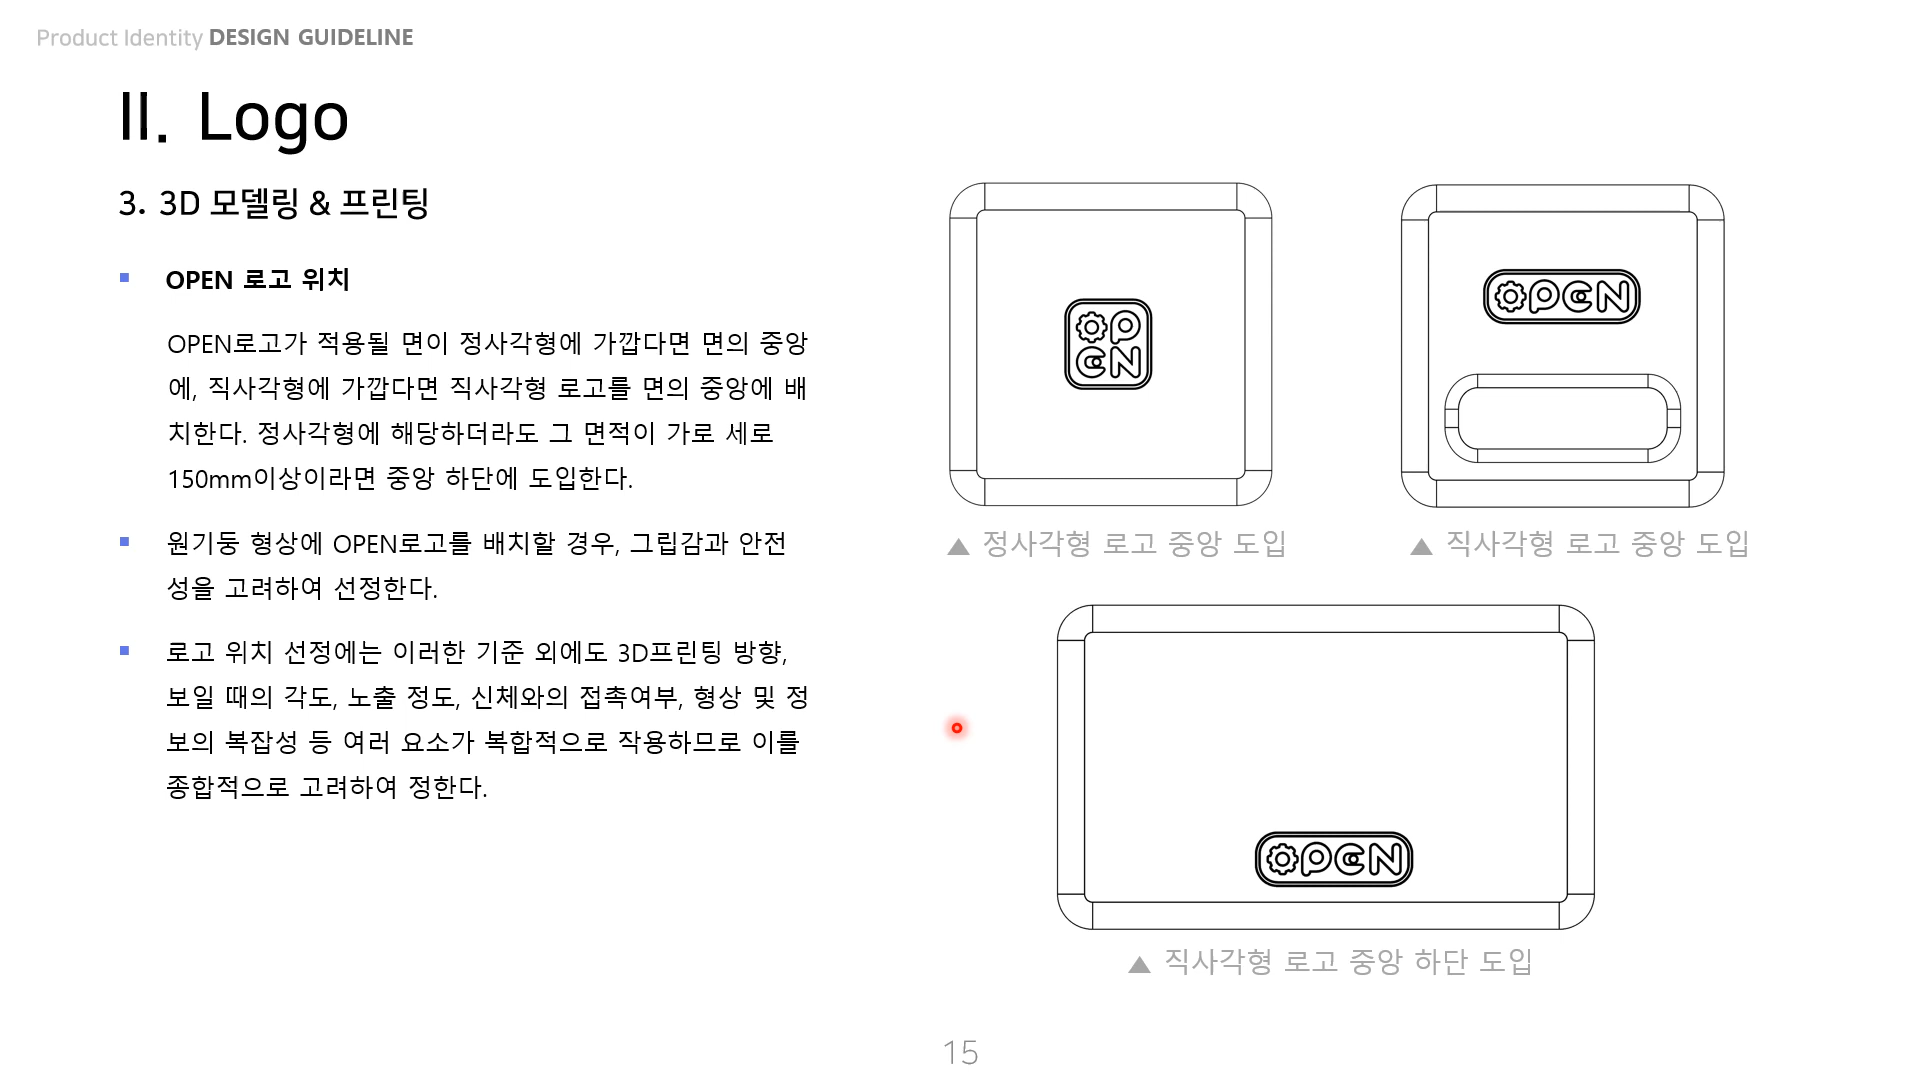 Product Identity DESIGN GUIDELINE
II. Logo
3. 3D 모델링 & 프린팅
OPEN 로고 위치
OPEN로고가 적용될 면이 정사각형에 가깝다면 면의 중앙
에, 직사각형에 가깝다면 직사각형 로고를 면의 중앙에 배
치한다. 정사각형에 해당하더라도 그 면적이 가로 세로
150mm이상이라면 중앙 하단에 도입한다.
원기둥 형상에 OPEN로고를 배치할 경우, 그립감과 안전
성을 고려하여 선정한다.
로고 위치 선정에는 이러한 기준 외에도 3D프린팅 방향,
보일 때의 각도, 노출 정도, 신체와의 접촉여부, 형상 및 정
보의 복잡성 등 여러 요소가 복합적으로 작용하므로 이를
종합적으로 고려하여 정한다.
OP
EN
▲ 정사각형 로고 중앙 도입
OPEN
▲ 직사각형 로고 중앙 도입
OPEN
▲ 직사각형 로고 중앙 하단 도입
15